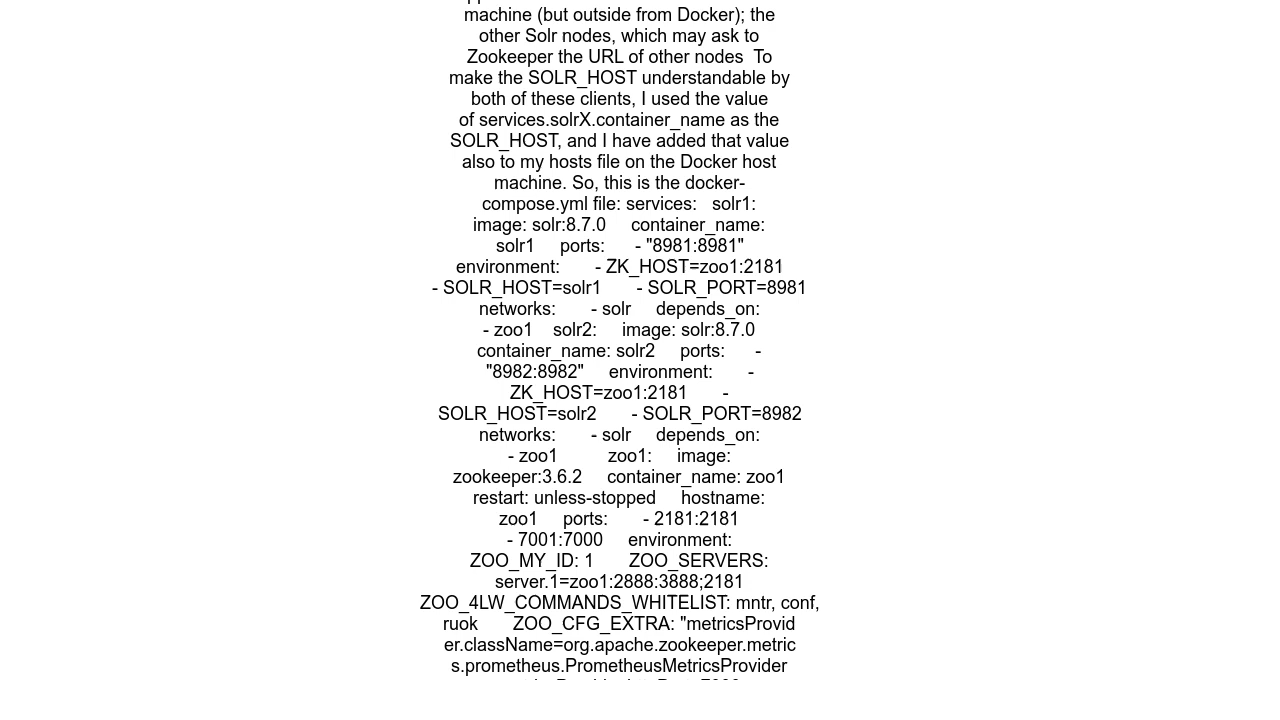 machine (but outside from Docker); the
other Solr nodes, which may ask to
Zookeeper the URL of other nodes  To
make the SOLR_HOST understandable by
both of these clients, I used the value
of services.solrX.container_name as the
SOLR_HOST, and I have added that value
also to my hosts file on the Docker host
machine. So, this is the docker-
compose.yml file: services:   solr1:
image: solr:8.7.0     container_name:
solr1     ports:      - "8981:8981"
environment:       - ZK_HOST=zoo1:2181
- SOLR_HOST=solr1       - SOLR_PORT=8981
networks:       - solr     depends_on:
- zoo1    solr2:     image: solr:8.7.0
container_name: solr2     ports:      -
"8982:8982"     environment:       -
ZK_HOST=zoo1:2181       -
SOLR_HOST=solr2       - SOLR_PORT=8982
networks:       - solr     depends_on:
- zoo1          zoo1:     image:
zookeeper:3.6.2     container_name: zoo1
restart: unless-stopped     hostname:
zoo1     ports:       - 2181:2181
- 7001:7000     environment:
ZOO_MY_ID: 1       ZOO_SERVERS:
server.1=zoo1:2888:3888;2181
ZOO_4LW_COMMANDS_WHITELIST: mntr, conf,
ruok       ZOO_CFG_EXTRA: "metricsProvid
er.className=org.apache.zookeeper.metric
s.prometheus.PrometheusMetricsProvider